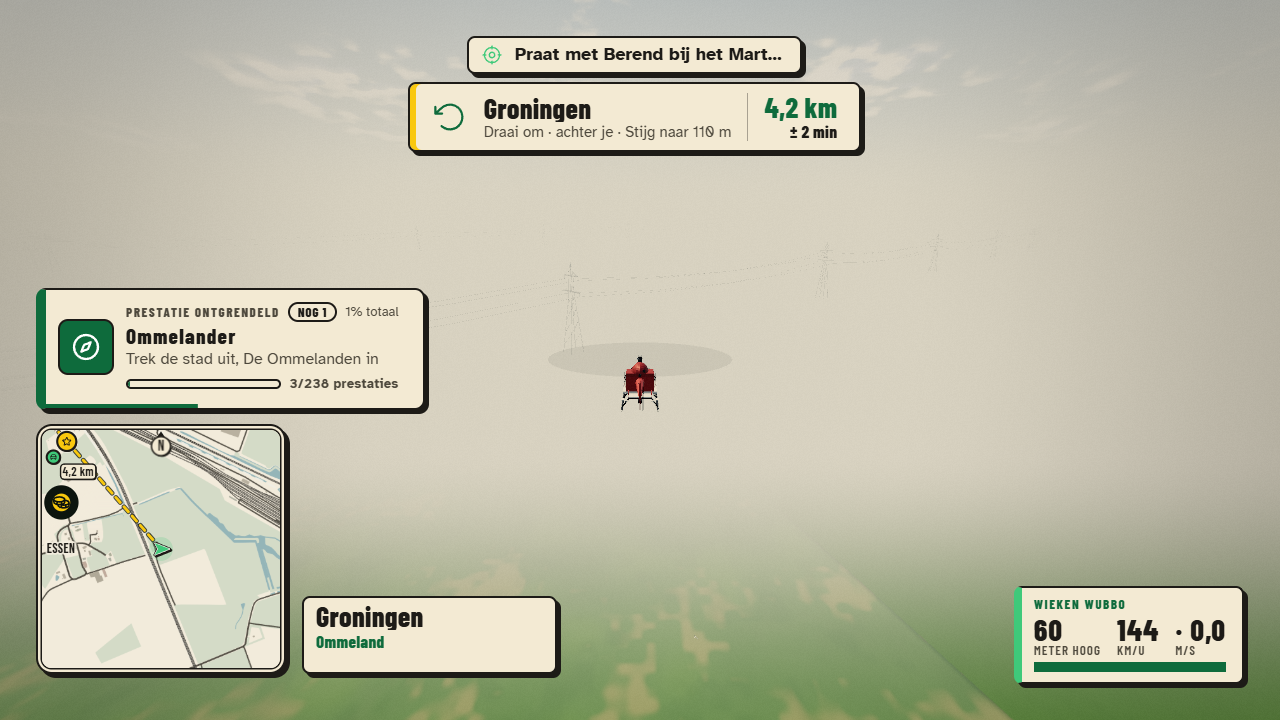 Praat met Berend bij het Mart...
Groningen
Draai om · achter je · Stijg naar 110 m
4,2 km
± 2 min
PRESTATIE ONTGRENDELD
NOG 1
1% totaal
Ommelander
Trek de stad uit, De Ommelanden in
3/238 prestaties
N
4,2 km
ESSEN
Groningen
Ommeland
WIEKEN WUBBO
60 144 · 0,0
METER HOOG KM/U M/S